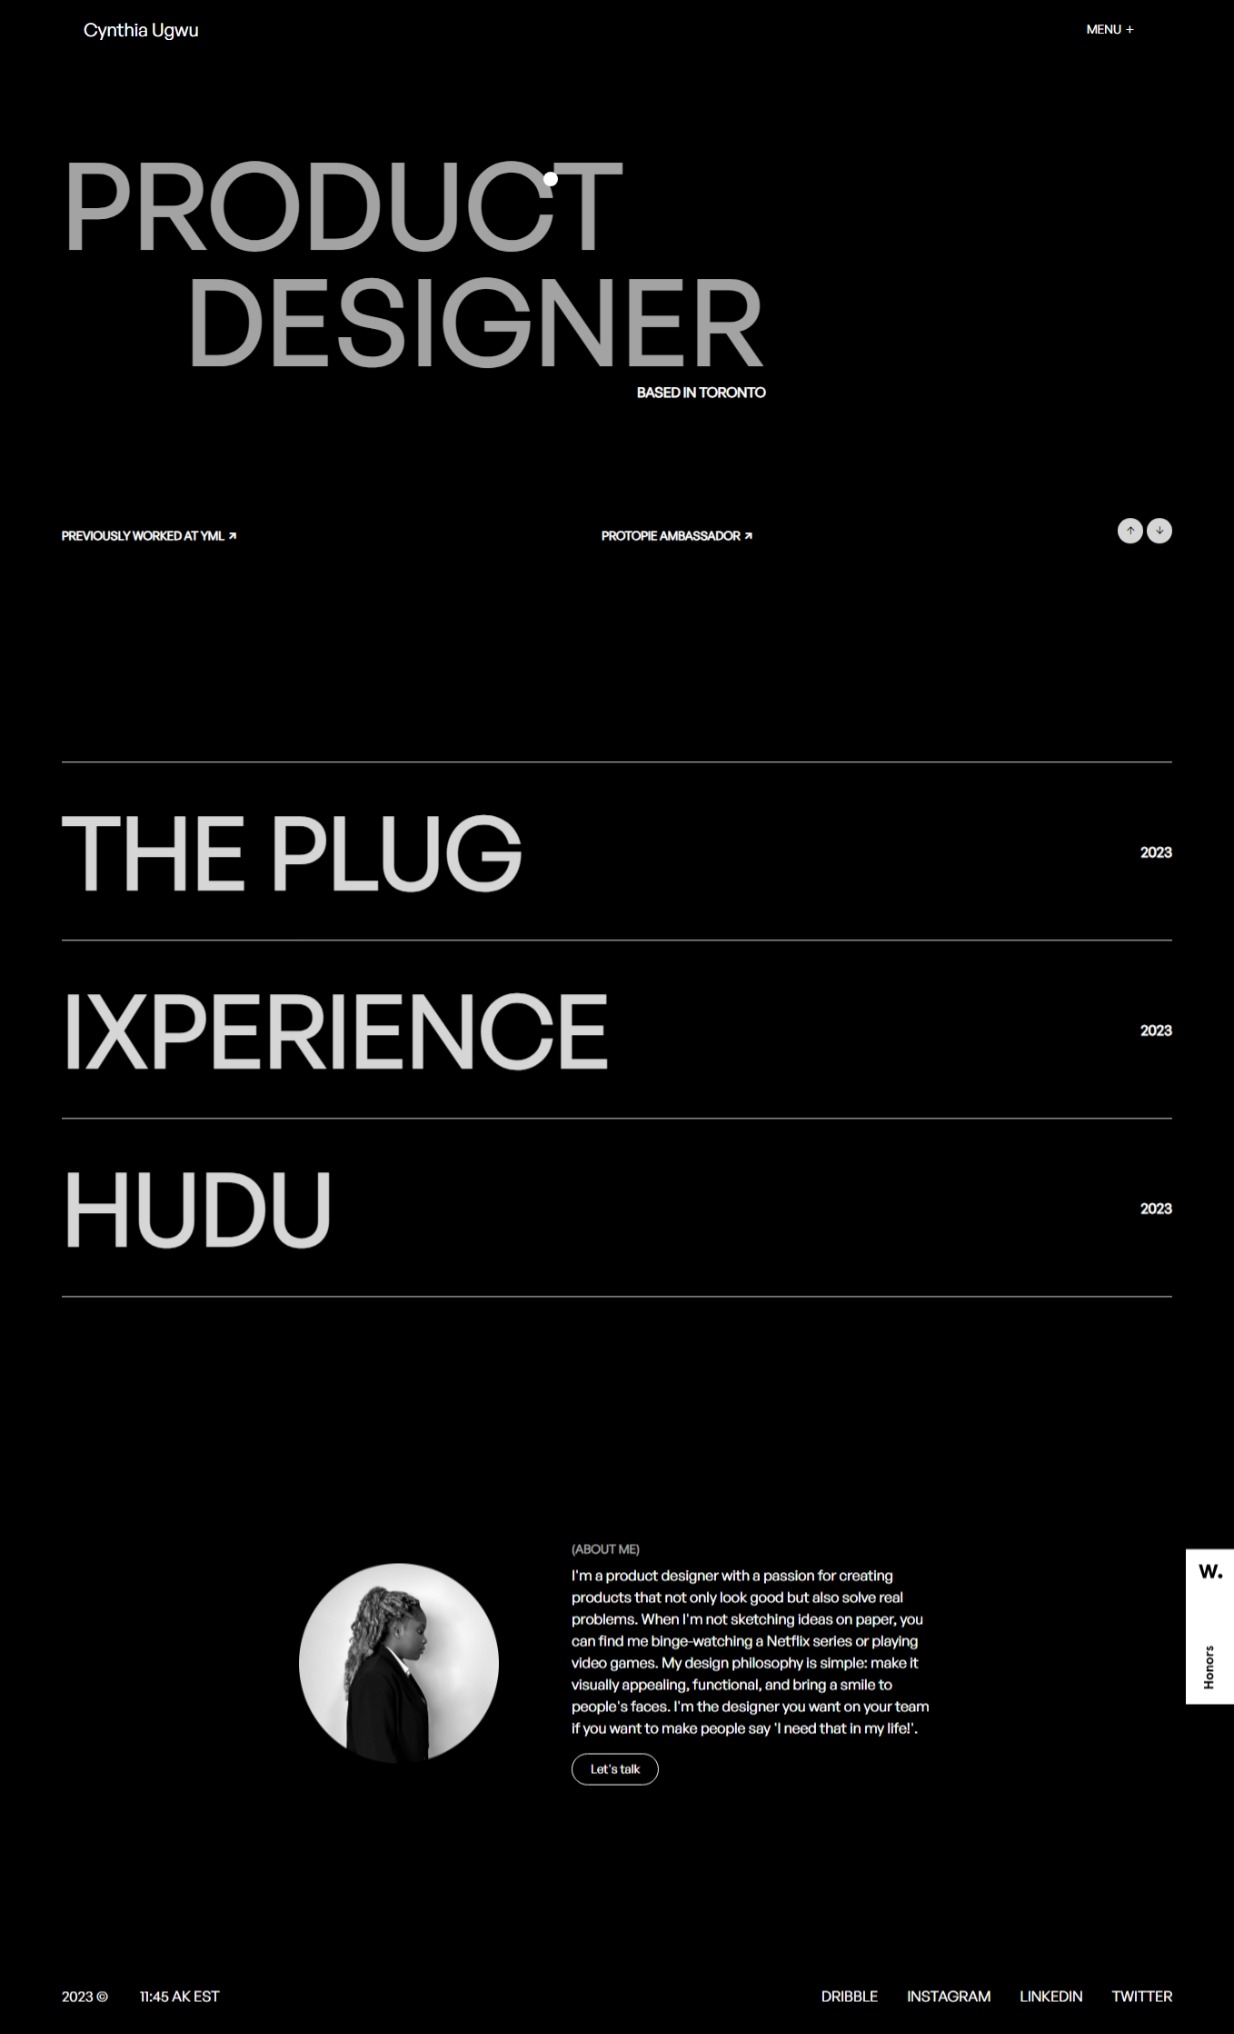 Cynthia Ugwu
MENU +
PRODUCT
DESIGNER
BASED IN TORONTO
PREVIOUSLY WORKED AT YML ↗
PROTOPIE AMBASSADOR ↗
↑ ↓
THE PLUG
2023
IXPERIENCE
2023
HUDU
2023
(ABOUT ME)
I'm a product designer with a passion for creating
products that not only look good but also solve real
problems. When I'm not sketching ideas on paper, you
can find me binge-watching a Netflix series or playing
video games. My design philosophy is simple: make it
visually appealing, functional, and bring a smile to
people's faces. I'm the designer you want on your team
if you want to make people say 'I need that in my life!'.
Let's talk
W.
Honors
2023 © 11:45 AK EST
DRIBBLE INSTAGRAM LINKEDIN TWITTER